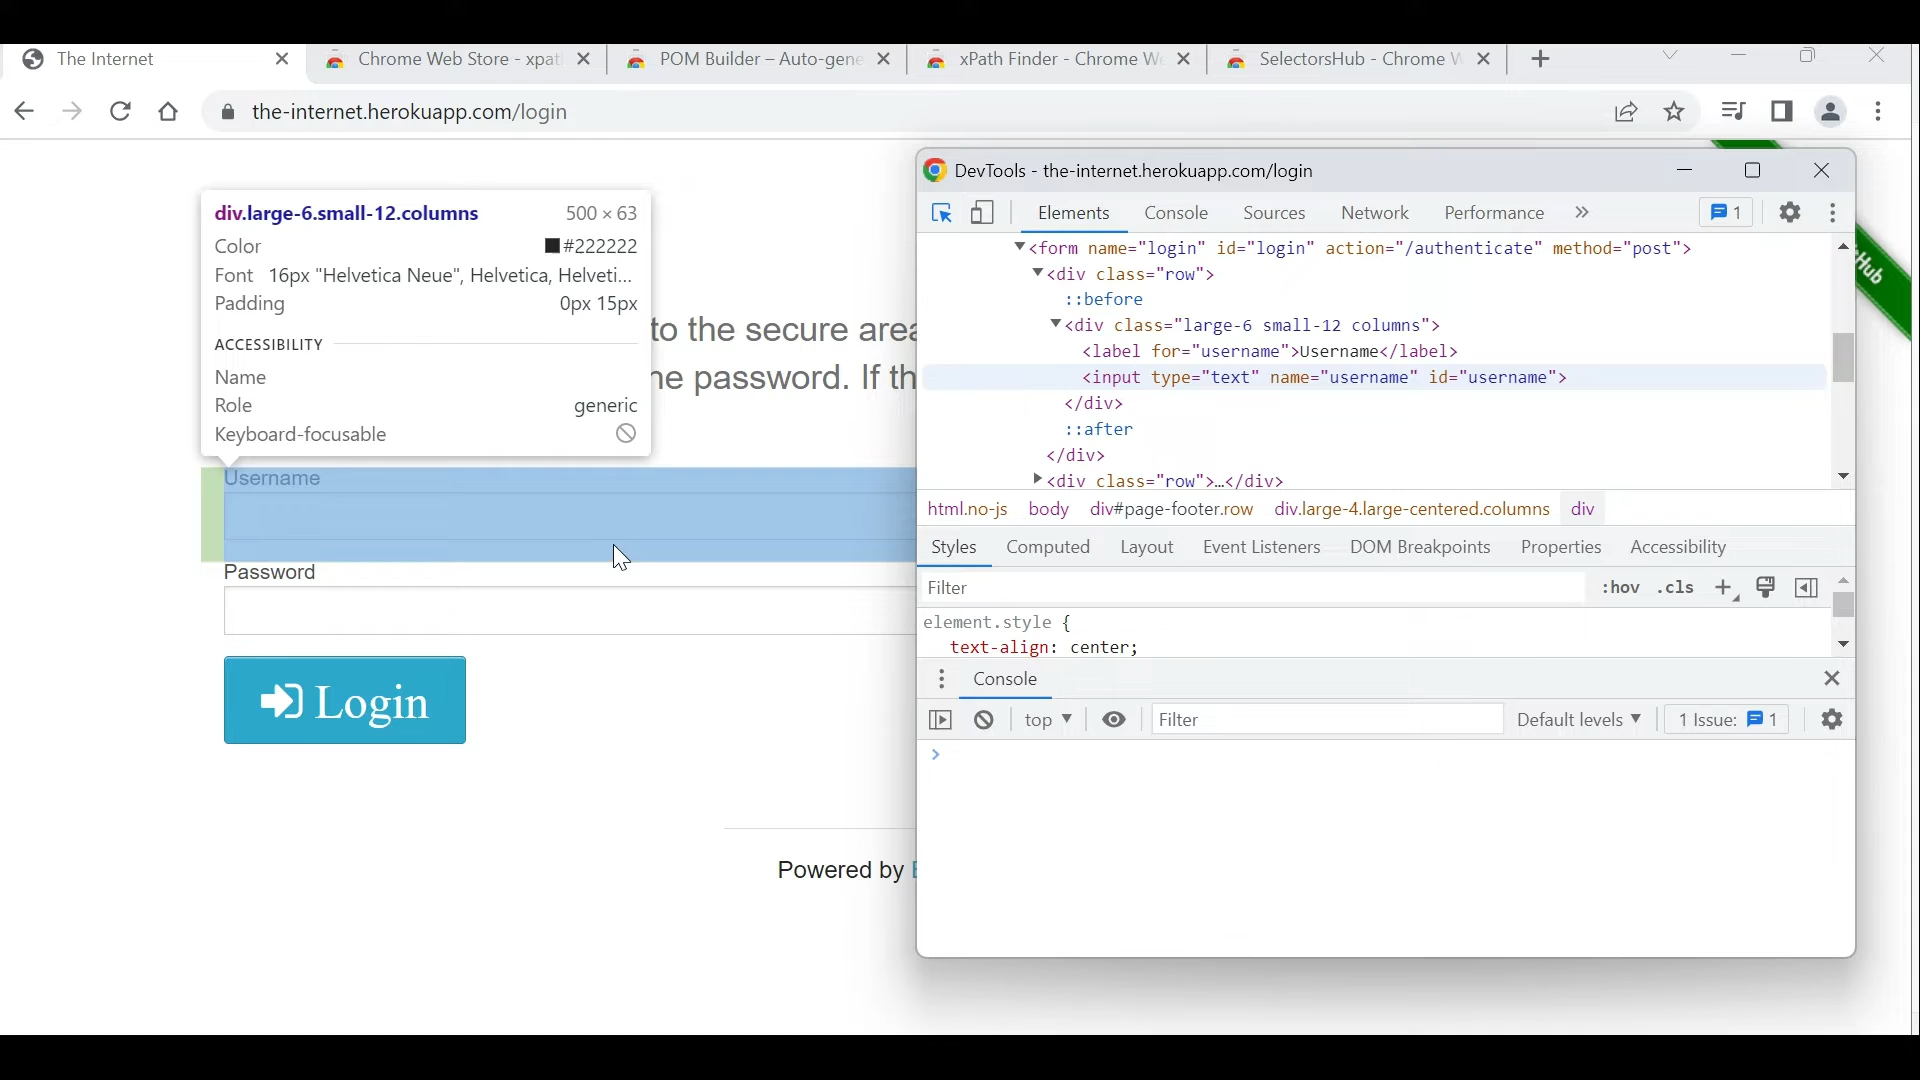 The Internet
Chrome Web Store - xpat
POM Builder – Auto-gene
xPath Finder - Chrome We
SelectorsHub - Chrome W
the-internet.herokuapp.com/login
div.large-6.small-12.columns 500 × 63
Color #222222
Font 16px "Helvetica Neue", Helvetica, Helveti...
Padding 0px 15px
ACCESSIBILITY
Name
Role generic
Keyboard-focusable
to the secure area
he password. If th
Username
Password
Login
Powered by E
Hub
DevTools - the-internet.herokuapp.com/login
Elements Console Sources Network Performance » 1
<form name="login" id="login" action="/authenticate" method="post">
<div class="row">
::before
<div class="large-6 small-12 columns">
<label for="username">Username</label>
<input type="text" name="username" id="username">
</div>
::after
</div>
<div class="row">…</div>
html.no-js body div#page-footer.row div.large-4.large-centered.columns div
Styles Computed Layout Event Listeners DOM Breakpoints Properties Accessibility
Filter :hov .cls +
element.style {
text-align: center;
Console
top ▼ Filter Default levels ▼ 1 Issue: 1
>